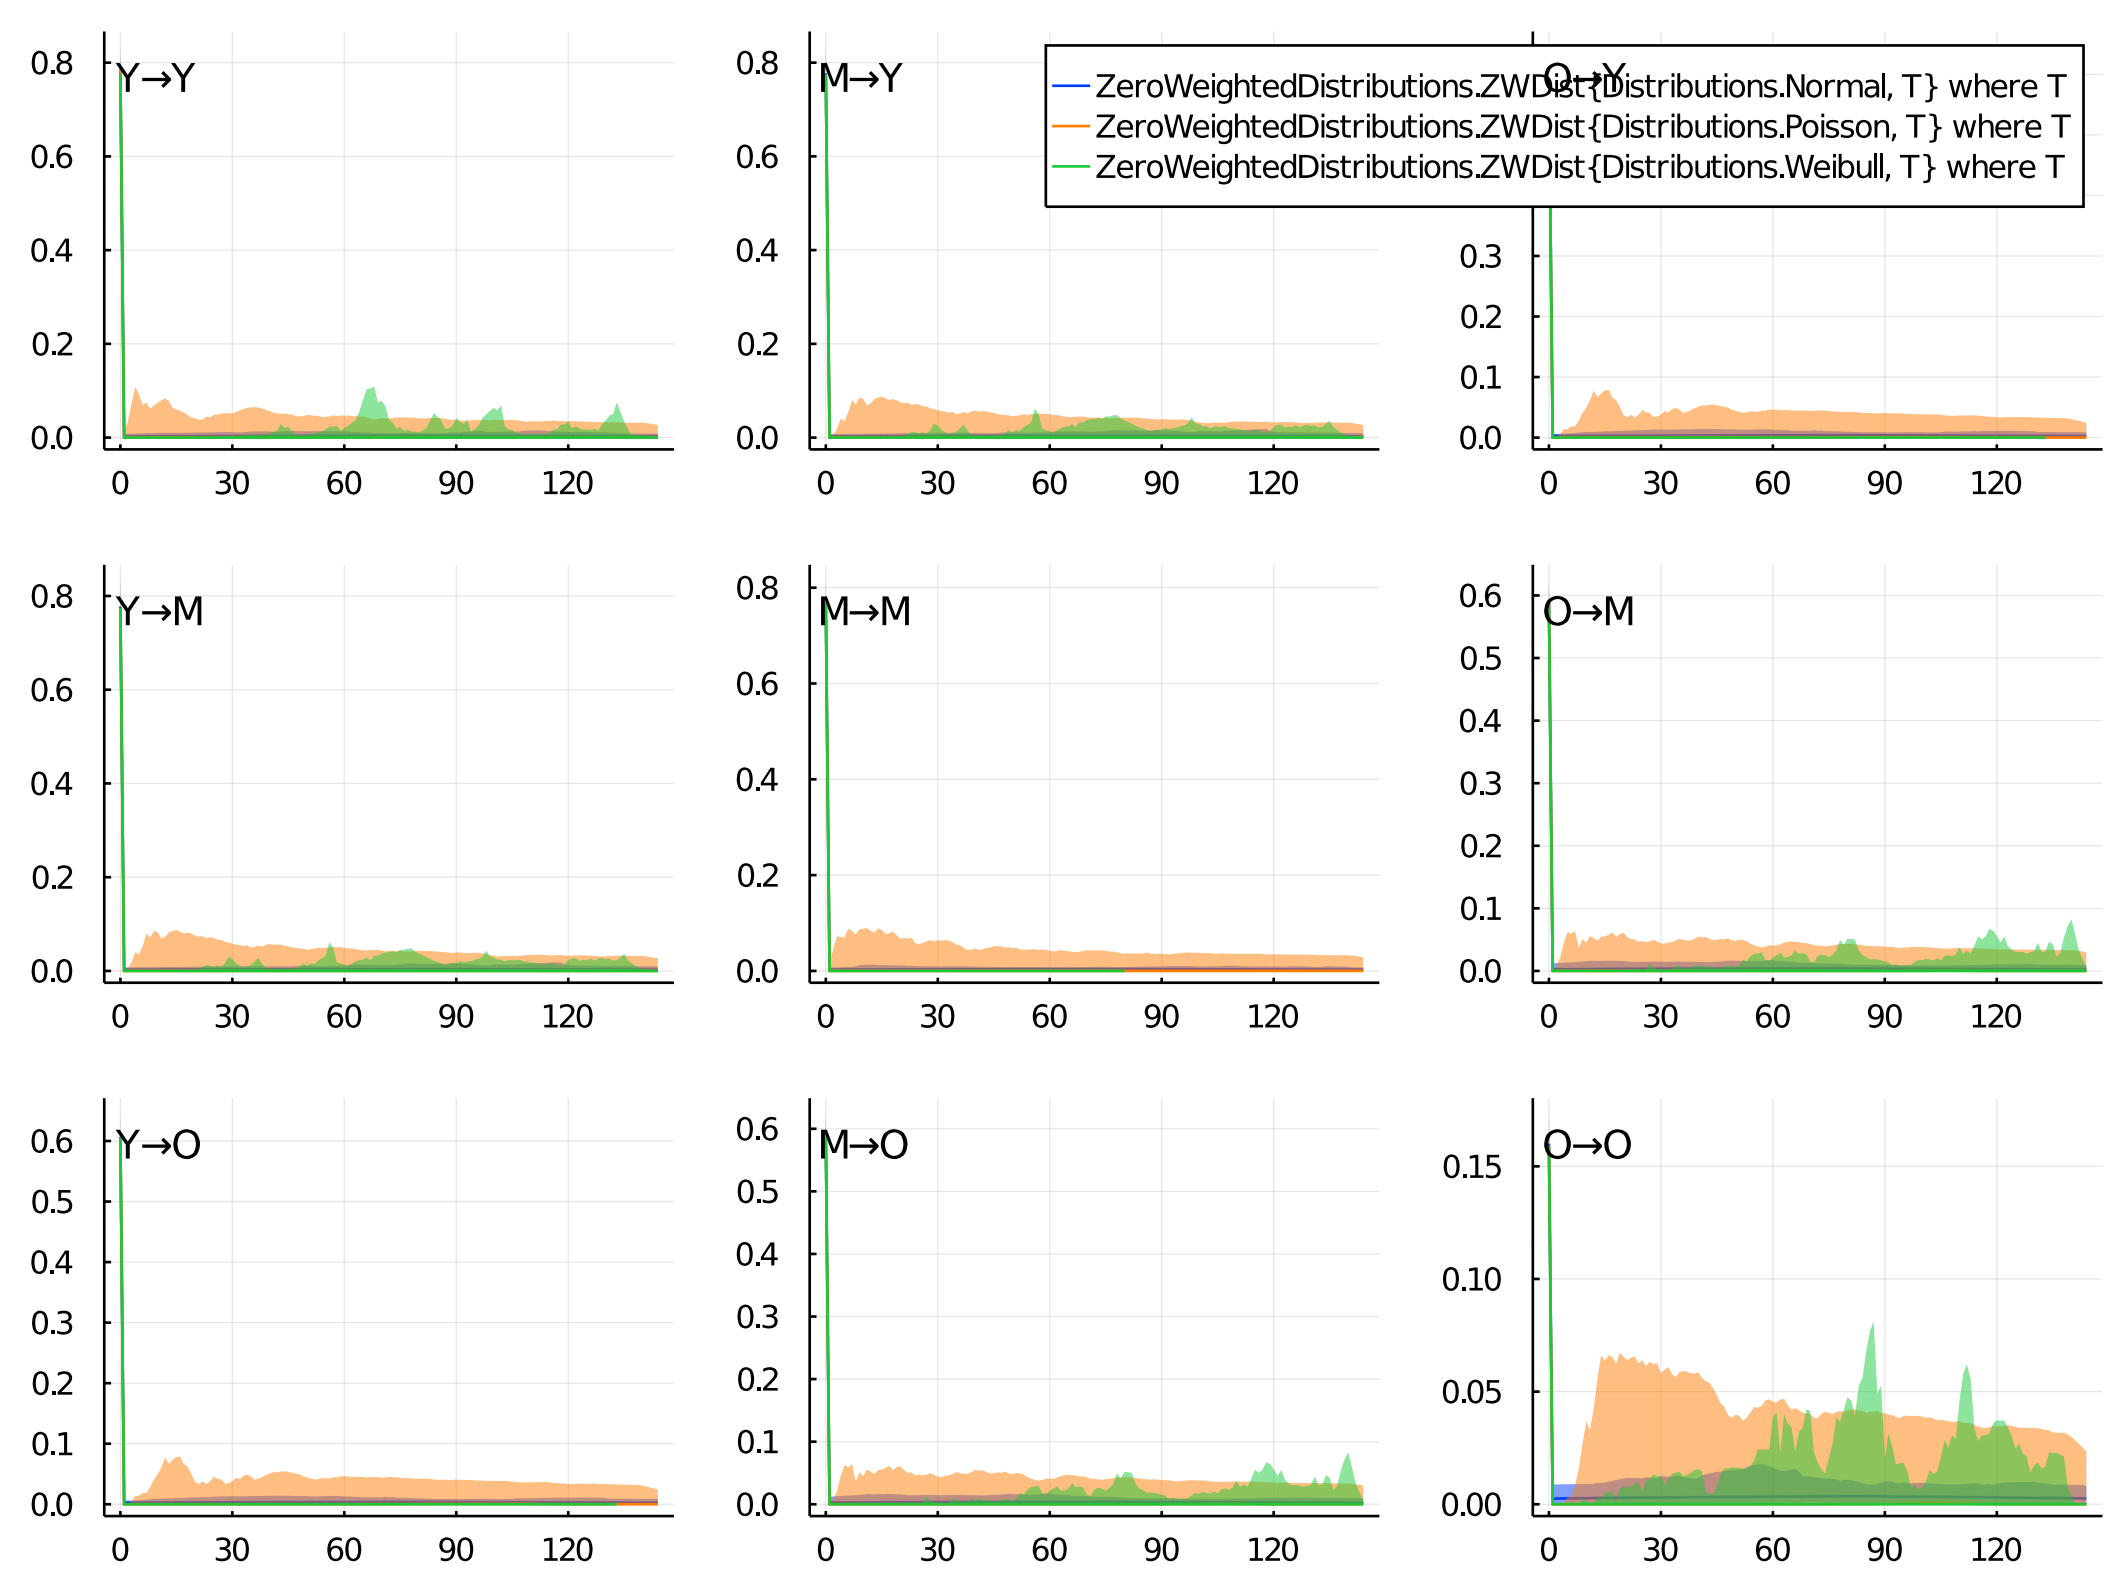 Y→Y
0.8
0.6
0.4
0.2
0.0
0 30 60 90 120
M→Y
0.8
0.6
0.4
0.2
0.0
0 30 60 90 120
O→Y
ZeroWeightedDistributions.ZWDist{Distributions.Normal, T} where T
ZeroWeightedDistributions.ZWDist{Distributions.Poisson, T} where T
ZeroWeightedDistributions.ZWDist{Distributions.Weibull, T} where T
0.3
0.2
0.1
0.0
0 30 60 90 120
Y→M
0.8
0.6
0.4
0.2
0.0
0 30 60 90 120
M→M
0.8
0.6
0.4
0.2
0.0
0 30 60 90 120
O→M
0.6
0.5
0.4
0.3
0.2
0.1
0.0
0 30 60 90 120
Y→O
0.6
0.5
0.4
0.3
0.2
0.1
0.0
0 30 60 90 120
M→O
0.6
0.5
0.4
0.3
0.2
0.1
0.0
0 30 60 90 120
O→O
0.15
0.10
0.05
0.00
0 30 60 90 120